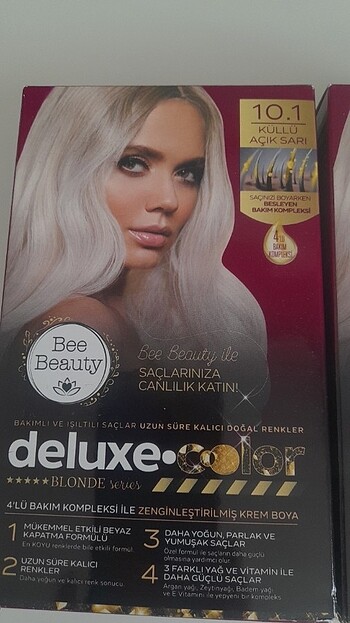 10.1
KÜLLÜ
AÇIK SARI
SAÇINIZI BOYARKEN
BESLEYEN
BAKIM KOMPLEKSİ
4'LÜ
BAKIM
KOMPLEKSİ
Bee
Beauty
Bee Beauty ile
SAÇLARINIZA
CANLILIK KATIN!
BAKIMLI VE IŞILTILI SAÇLAR UZUN SÜRE KALICI DOĞAL RENKLER
deluxe•color
★★★★★ BLONDE series
4'LÜ BAKIM KOMPLEKSİ İLE ZENGİNLEŞTİRİLMİŞ KREM BOYA
1 MÜKEMMEL ETKİLİ BEYAZ
KAPATMA FORMÜLÜ
En KOYU renklerde bile etkili formül.
2 UZUN SÜRE KALICI
RENKLER
Daha yoğun ve kalıcı renk sonucu.
3 DAHA YOĞUN, PARLAK VE
YUMUŞAK SAÇLAR
Özel formül ile saçların daha güçlü
olmasına yardımcı olur.
4 3 FARKLI YAĞ VE VİTAMİN İLE
DAHA GÜÇLÜ SAÇLAR
Argan yağı, Zeytinyağı, Badem yağı
ve E Vitamini ile yepyeni bir kompleks.